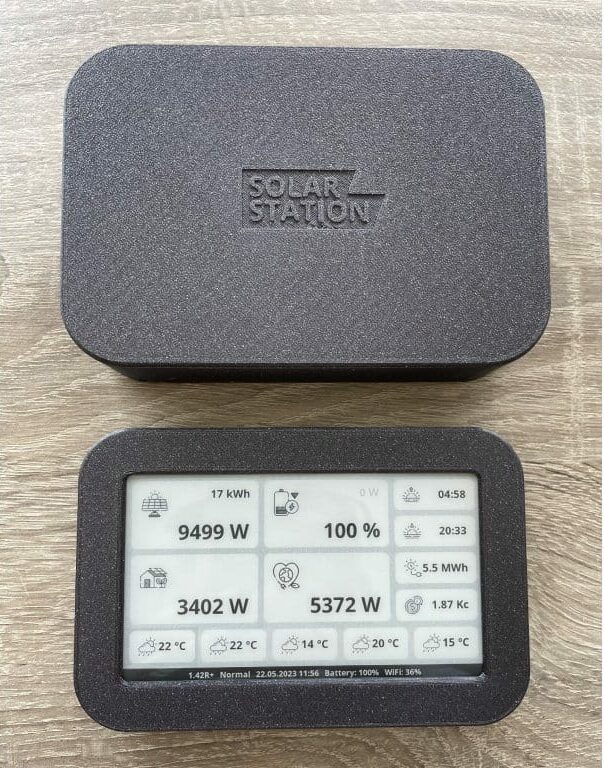 SOLAR
STATION
17 kWh
9499 W
0 W
100 %
04:58
20:33
3402 W
5372 W
5.5 MWh
1.87 Kc
22 °C
22 °C
14 °C
20 °C
15 °C
1.42R+ Normal 22.05.2023 11:56 Battery: 100% WiFi: 36%